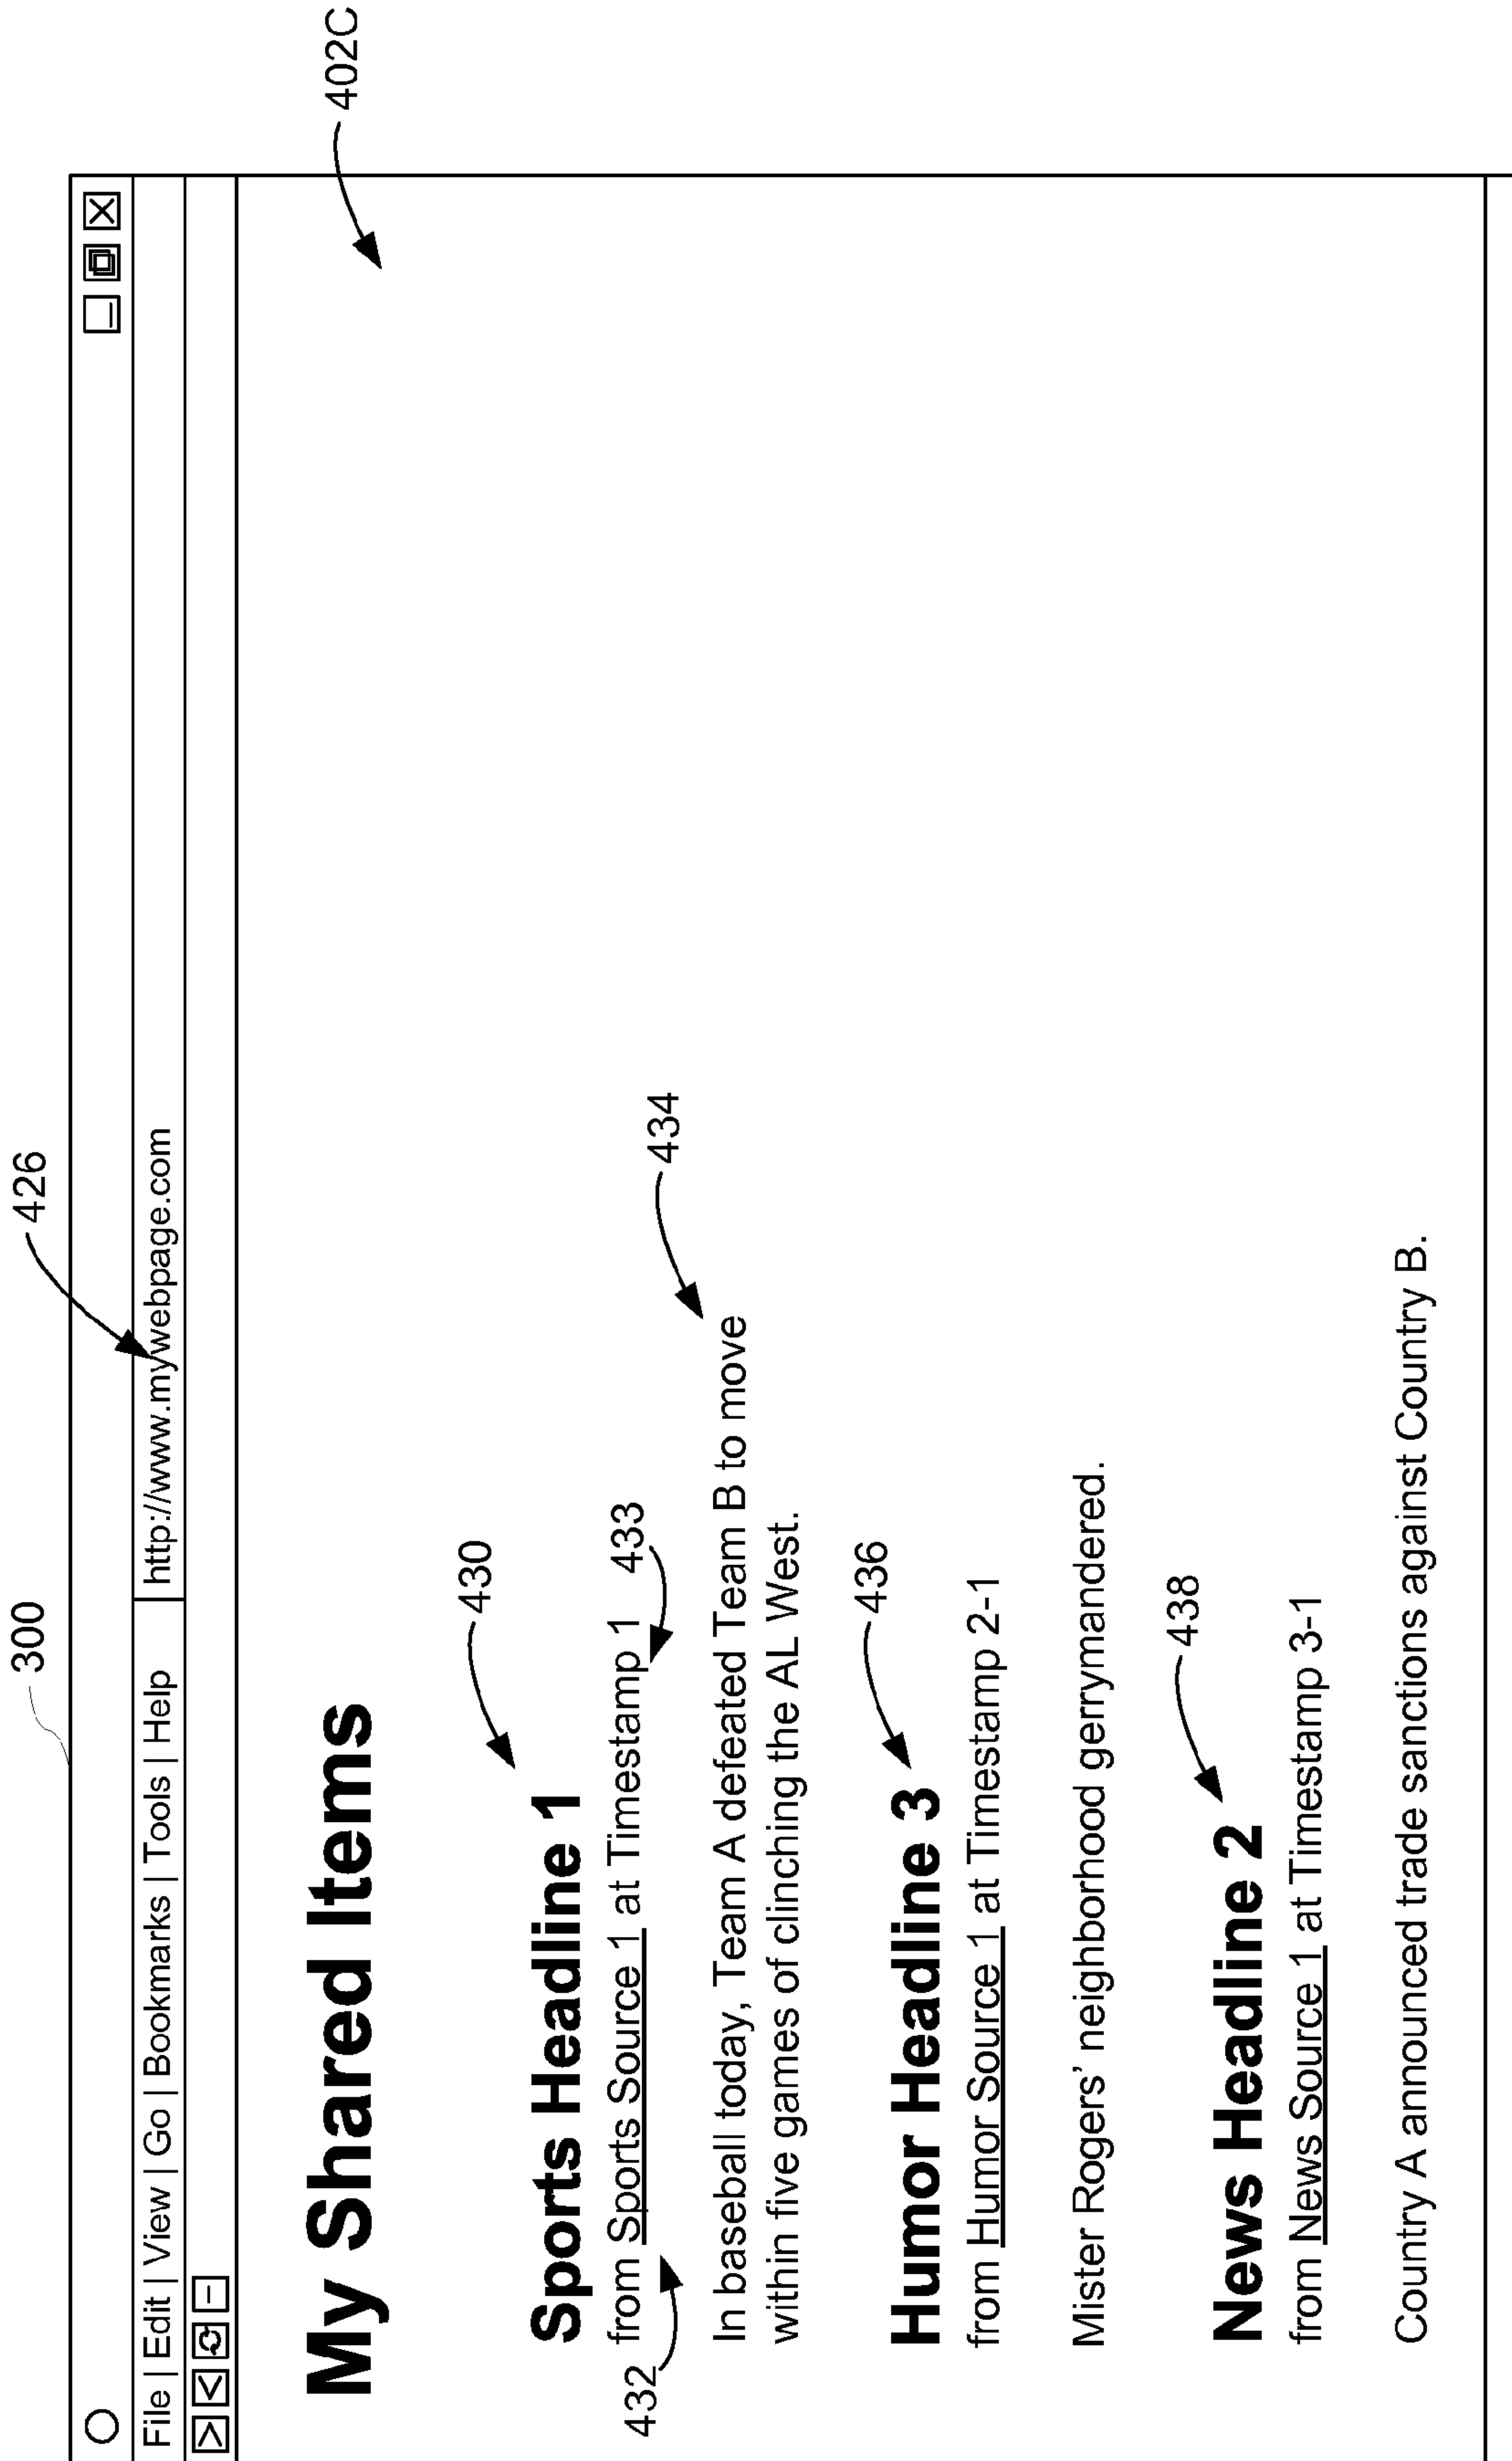 300
426
File | Edit | View | Go | Bookmarks | Tools | Help
http://www.mywebpage.com
402C
My Shared Items
430
Sports Headline 1
432
from Sports Source 1 at Timestamp 1
433
434
In baseball today, Team A defeated Team B to move
within five games of clinching the AL West.
436
Humor Headline 3
from Humor Source 1 at Timestamp 2-1
Mister Rogers' neighborhood gerrymandered.
438
News Headline 2
from News Source 1 at Timestamp 3-1
Country A announced trade sanctions against Country B.